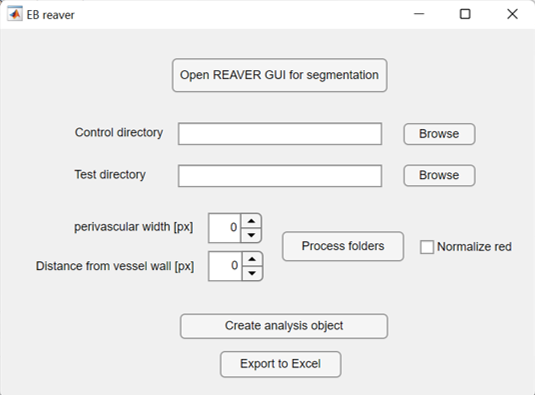 EB reaver
Open REAVER GUI for segmentation
Control directory
Browse
Test directory
Browse
perivascular width [px]
0
Distance from vessel wall [px]
0
Process folders
Normalize red
Create analysis object
Export to Excel